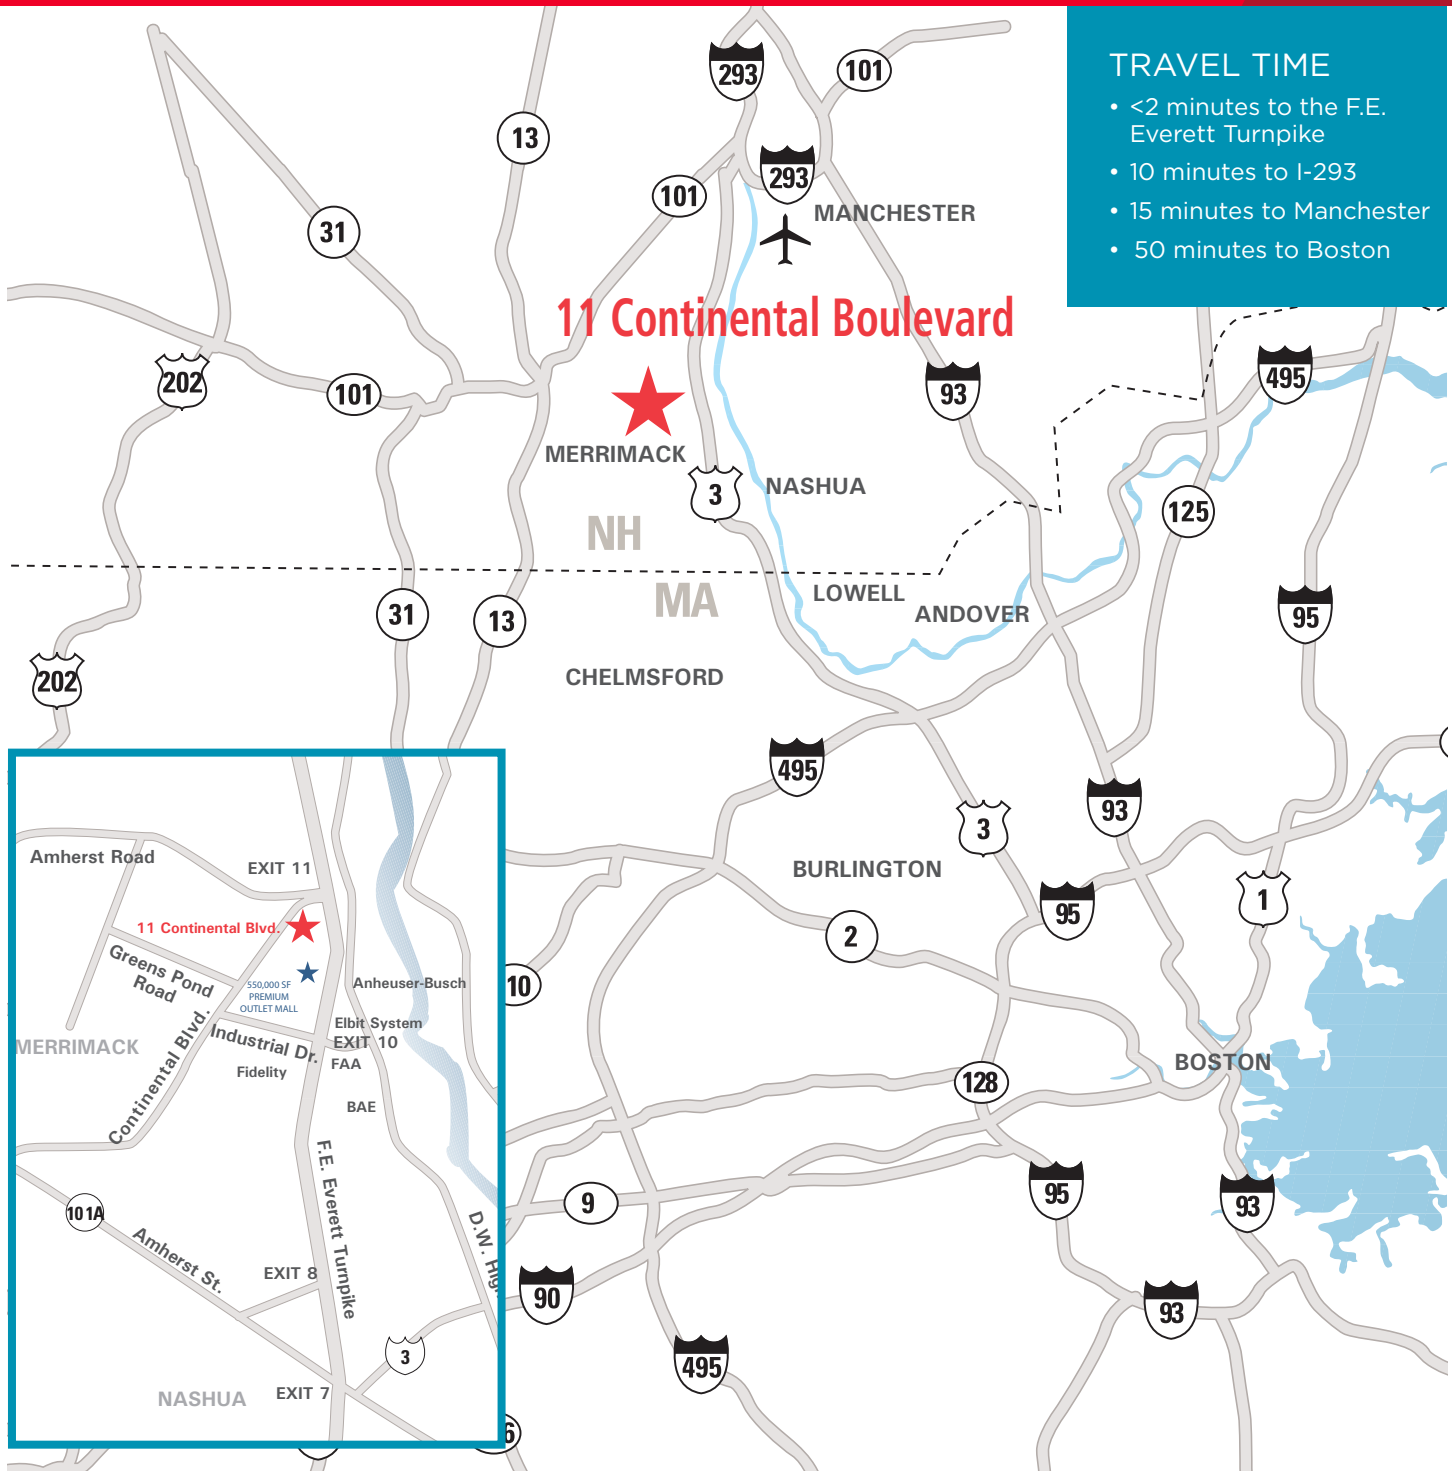 TRAVEL TIME
• <2 minutes to the F.E.
Everett Turnpike
• 10 minutes to I-293
• 15 minutes to Manchester
• 50 minutes to Boston
293
101
13
293
101
MANCHESTER
31
11 Continental Boulevard
202
101
93
495
MERRIMACK
3
NASHUA
125
NH
MA
LOWELL
ANDOVER
31
13
95
CHELMSFORD
202
495
3
93
BURLINGTON
95
1
2
10
128
BOSTON
9
95
93
90
93
495
6
Amherst Road
EXIT 11
11 Continental Blvd.
Greens Pond
Road
550,000 SF
PREMIUM
OUTLET MALL
Anheuser-Busch
Continental Blvd.
Industrial Dr.
Elbit System
EXIT 10
MERRIMACK
FAA
Fidelity
BAE
F.E. Everett Turnpike
101A
Amherst St.
D.W. High
EXIT 8
3
EXIT 7
NASHUA